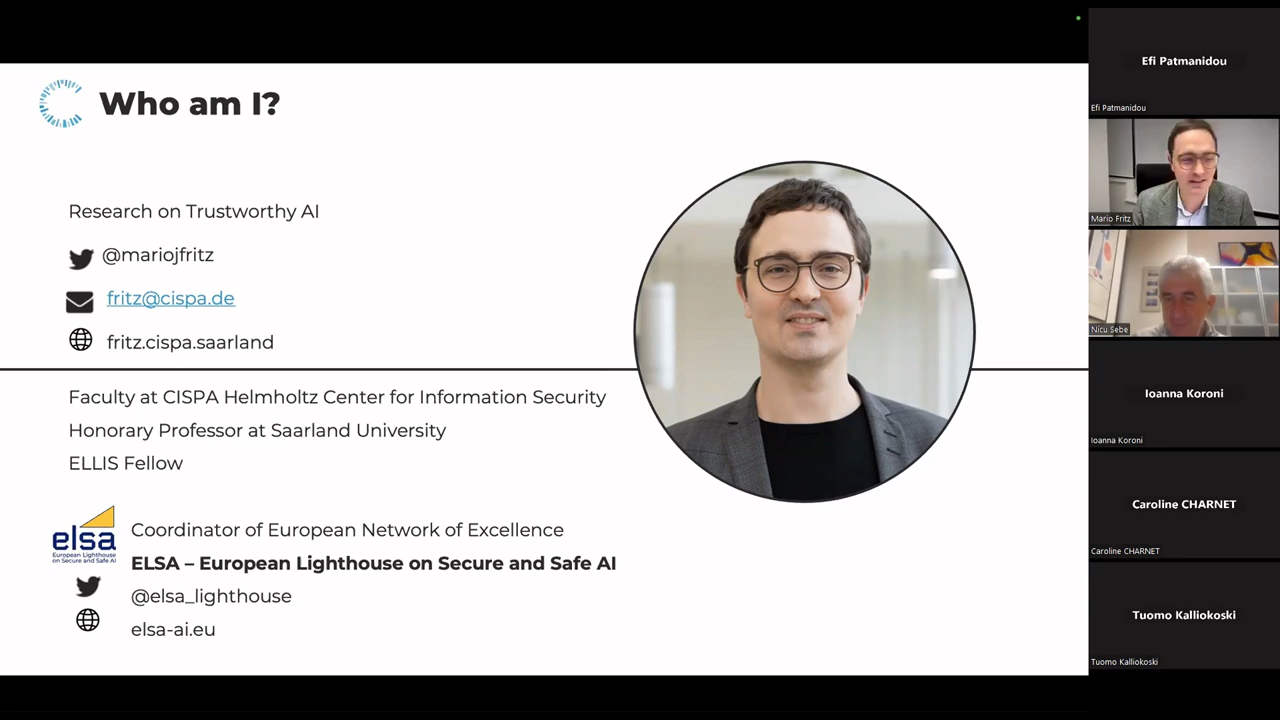 Who am I?
Research on Trustworthy AI
@mariojfritz
fritz@cispa.de
fritz.cispa.saarland
Faculty at CISPA Helmholtz Center for Information Security
Honorary Professor at Saarland University
ELLIS Fellow
elsa
European Lighthouse
on Secure and Safe AI
Coordinator of European Network of Excellence
ELSA – European Lighthouse on Secure and Safe AI
@elsa_lighthouse
elsa-ai.eu
Efi Patmanidou
Efi Patmanidou
Mario Fritz
Nicu Sebe
Ioanna Koroni
Ioanna Koroni
Caroline CHARNET
Caroline CHARNET
Tuomo Kalliokoski
Tuomo Kalliokoski